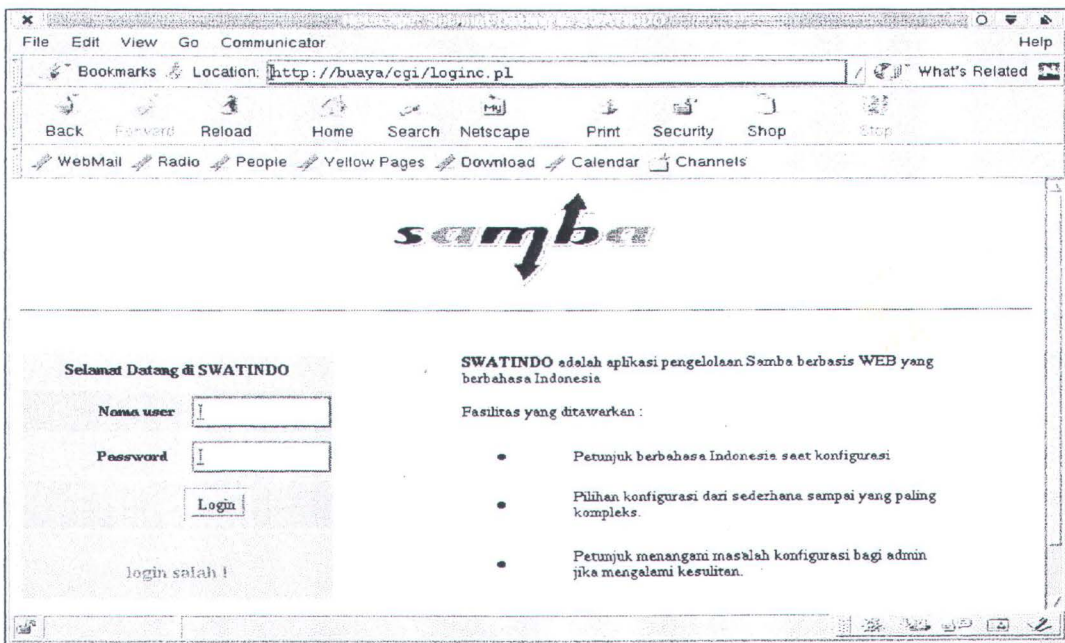 File Edit View Go Communicator Help
Bookmarks Location: http://buaya/cgi/loginc.pl What's Related
Back Forward Reload Home Search Netscape Print Security Shop Stop
WebMail Radio People Yellow Pages Download Calendar Channels
samba
Selamat Datang di SWATINDO
Nama user
Password
Login
login salah !
SWATINDO adalah aplikasi pengelolaan Samba berbasis WEB yang
berbahasa Indonesia
Fasilitas yang ditawarkan :
Petunjuk berbahasa Indonesia saat konfigurasi
Pilihan konfigurasi dari sederhana sampai yang paling
kompleks.
Petunjuk menangani masalah konfigurasi bagi admin
jika mengalami kesulitan.